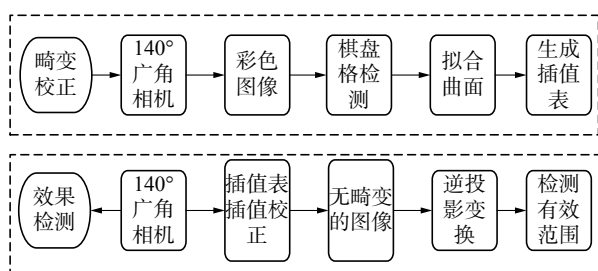 畸变
校正
140°
广角
相机
彩色
图像
棋盘
格检
测
拟合
曲面
生成
插值
表
效果
检测
140°
广角
相机
插值表
插值校
正
无畸变
的图像
逆投
影变
换
检测
有效
范围